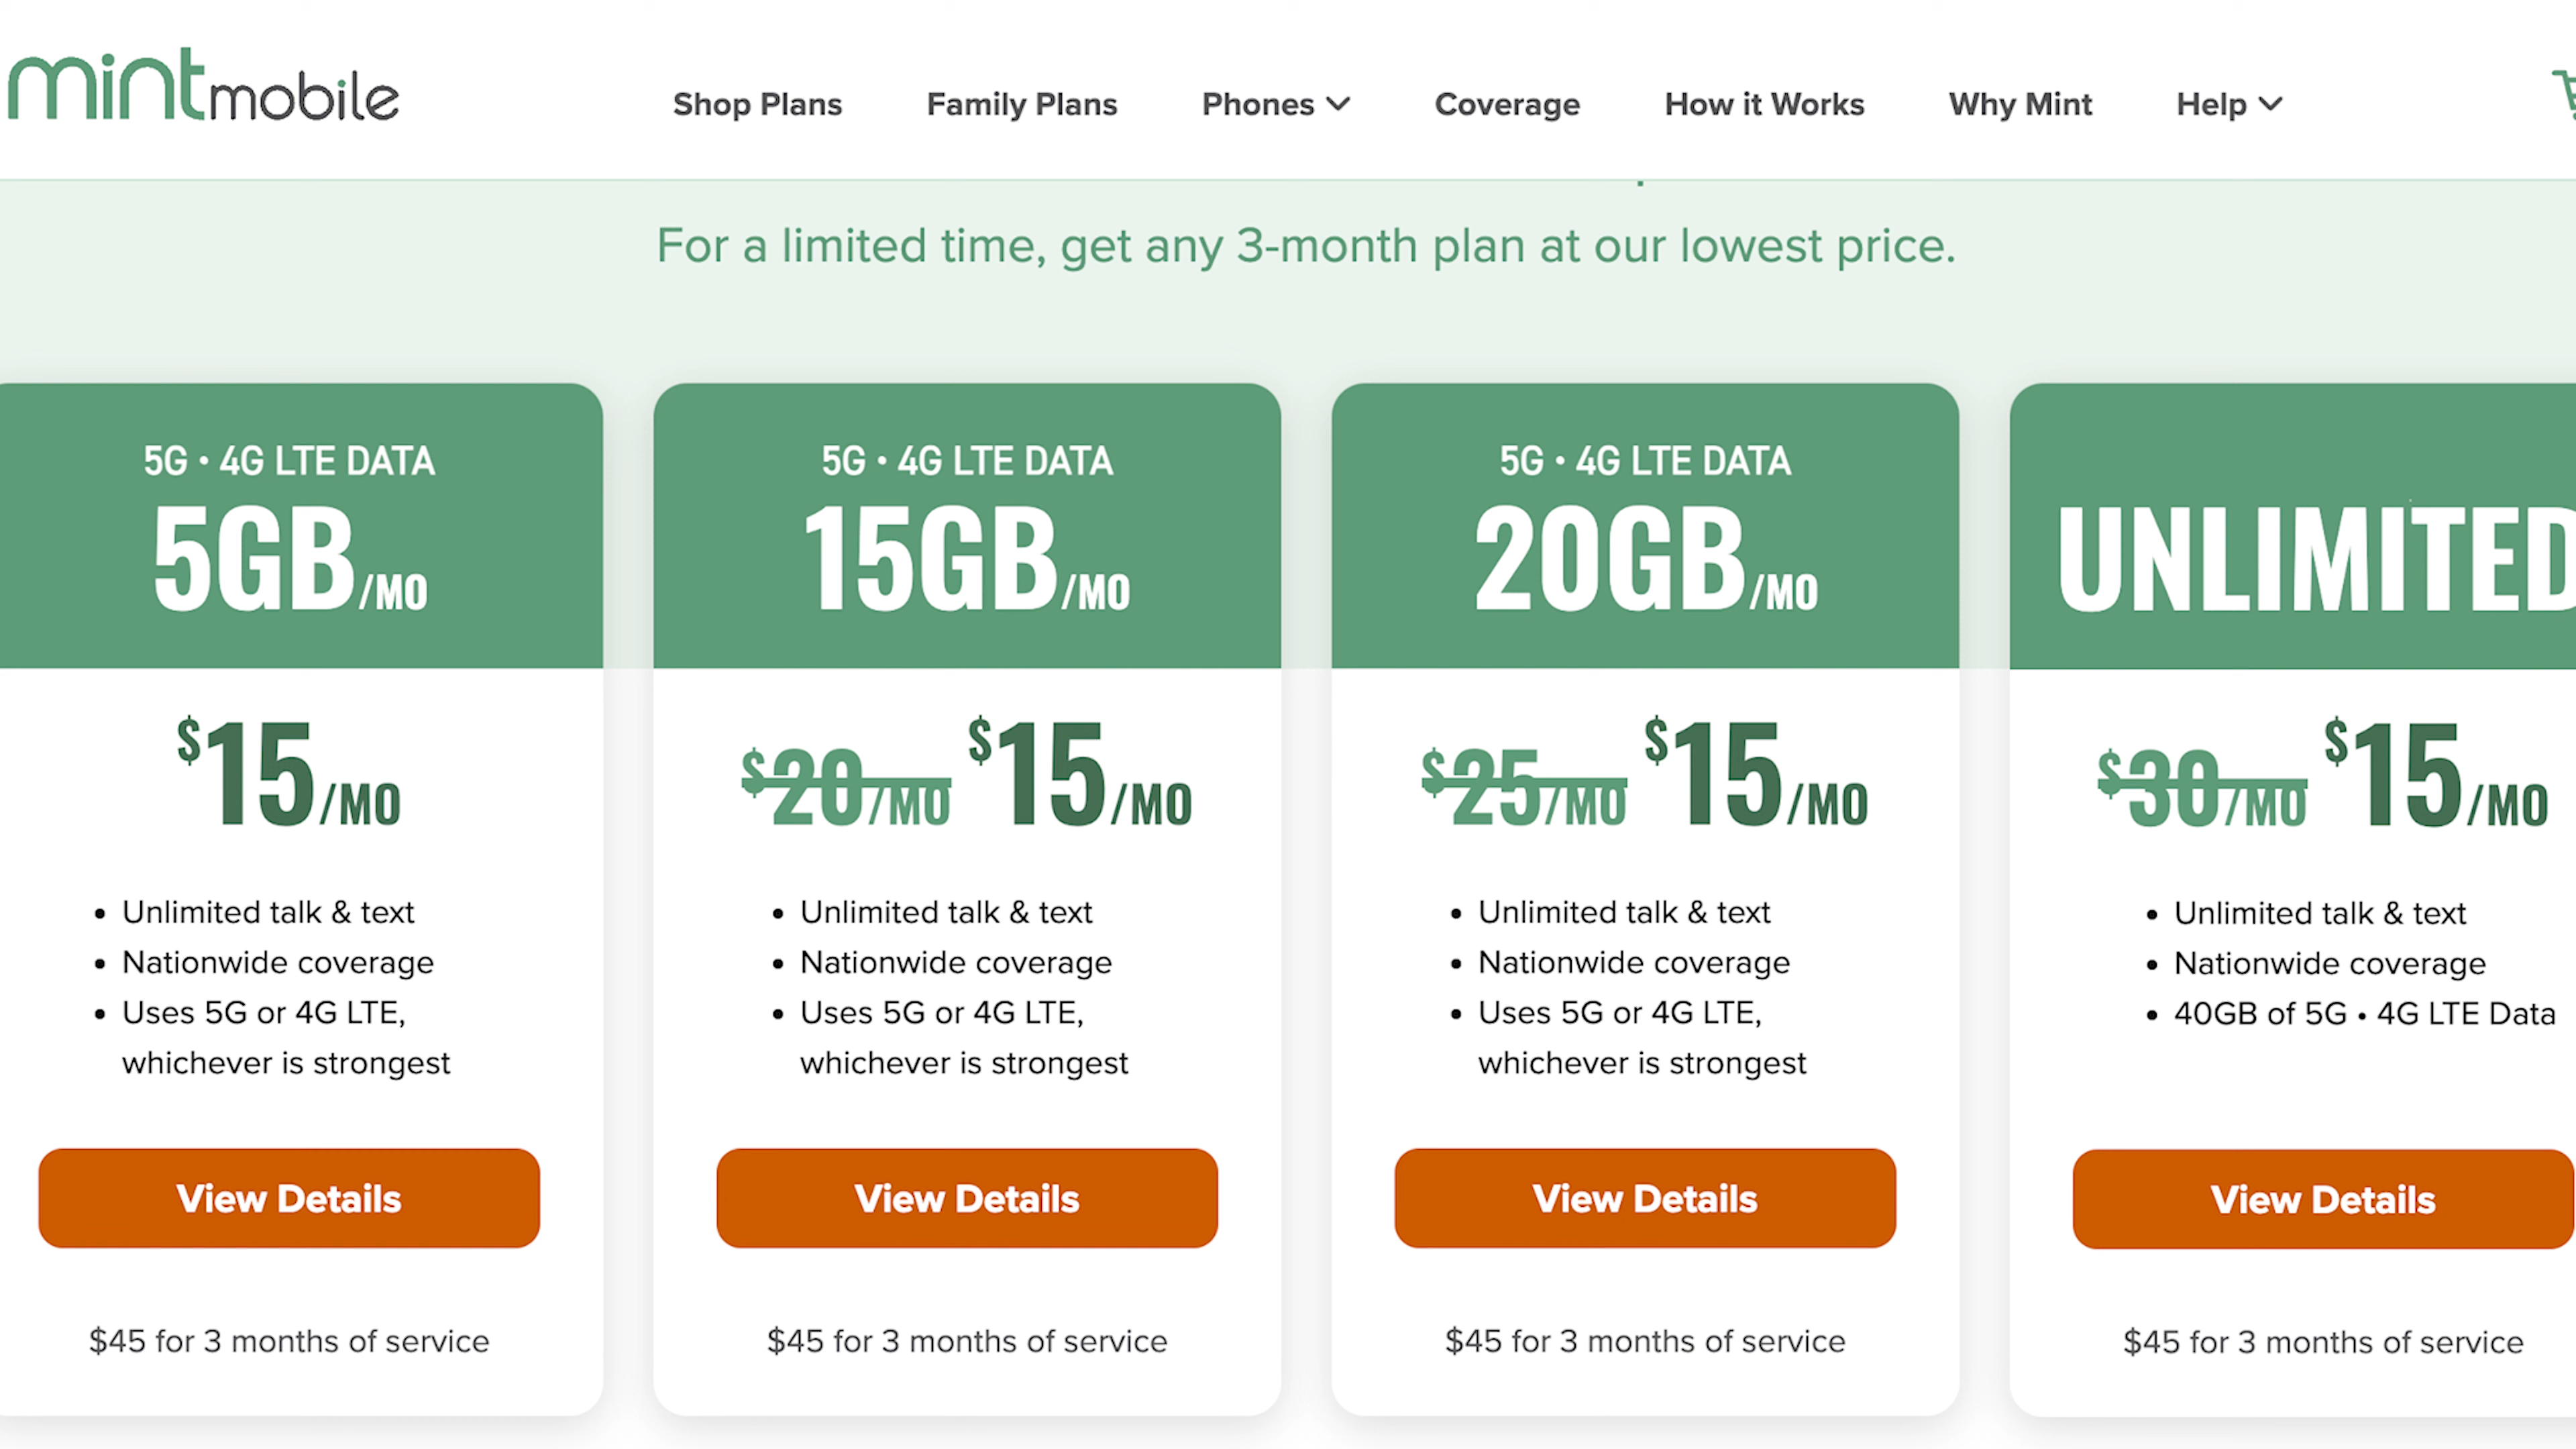 mintmobile
Shop Plans
Family Plans
Phones
Coverage
How it Works
Why Mint
Help
For a limited time, get any 3-month plan at our lowest price.
5G • 4G LTE DATA
5GB/MO
$15/MO
• Unlimited talk & text
• Nationwide coverage
• Uses 5G or 4G LTE,
whichever is strongest
View Details
$45 for 3 months of service
5G • 4G LTE DATA
15GB/MO
$20/MO $15/MO
• Unlimited talk & text
• Nationwide coverage
• Uses 5G or 4G LTE,
whichever is strongest
View Details
$45 for 3 months of service
5G • 4G LTE DATA
20GB/MO
$25/MO $15/MO
• Unlimited talk & text
• Nationwide coverage
• Uses 5G or 4G LTE,
whichever is strongest
View Details
$45 for 3 months of service
UNLIMITED
$30/MO $15/MO
• Unlimited talk & text
• Nationwide coverage
• 40GB of 5G • 4G LTE Data
View Details
$45 for 3 months of service